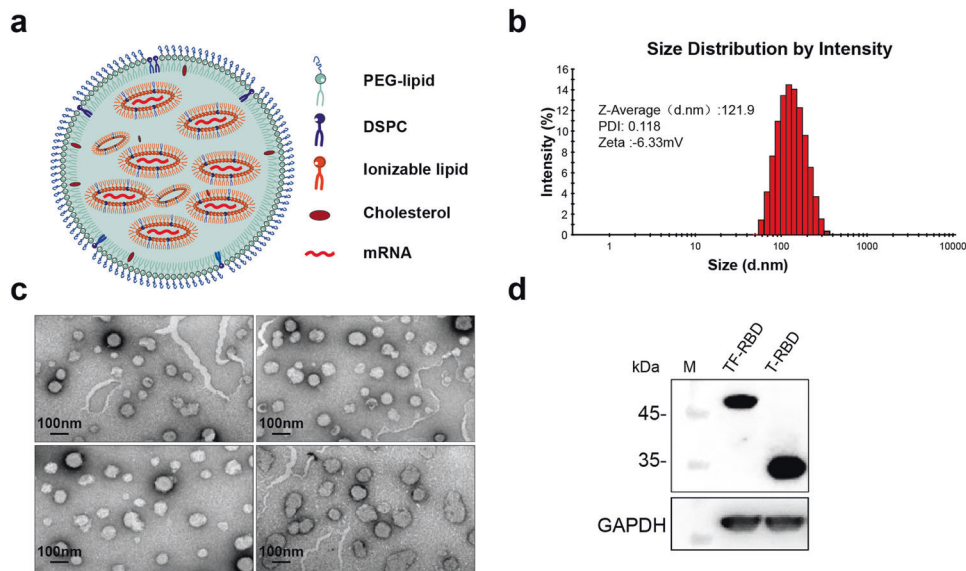 a
PEG-lipid
DSPC
Ionizable lipid
Cholesterol
mRNA
b
Size Distribution by Intensity
Z-Average（d.nm）:121.9
PDI: 0.118
Zeta :-6.33mV
Intensity (%)
16
14
12
10
8
6
4
2
0
1
10
100
1000
10000
Size (d.nm)
c
100nm
100nm
100nm
100nm
d
kDa
M
TF-RBD
T-RBD
45-
35-
GAPDH